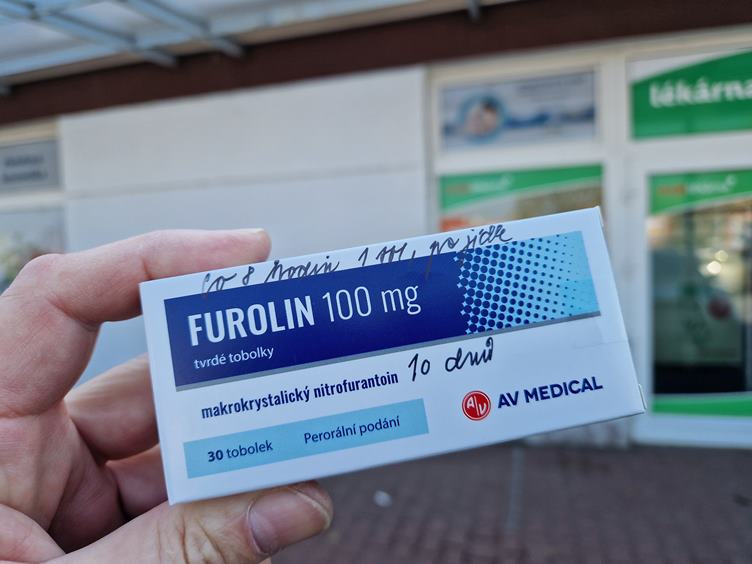 lékárna
po 8 hodin 1 tbl, po jídle
FUROLIN 100 mg
tvrdé tobolky
makrokrystalický nitrofurantoin
10 dnů
AV MEDICAL
30 tobolek
Perorální podání